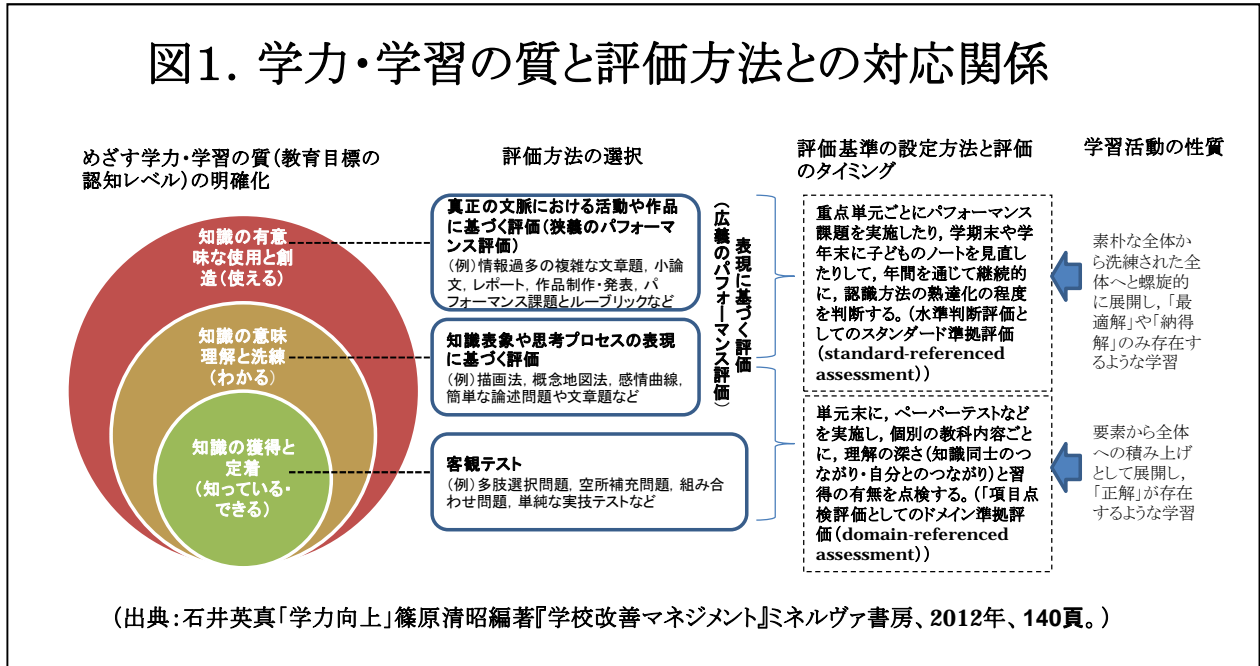 図1. 学力・学習の質と評価方法との対応関係
めざす学力・学習の質(教育目標の
認知レベル)の明確化
評価方法の選択
評価基準の設定方法と評価
のタイミング
学習活動の性質
知識の有意
味な使用と創
造(使える)
知識の意味
理解と洗練
(わかる)
知識の獲得と
定着
(知っている・
できる)
真正の文脈における活動や作品
に基づく評価(狭義のパフォーマ
ンス評価)
(例)情報過多の複雑な文章題, 小論
文, レポート, 作品制作・発表, パ
フォーマンス課題とルーブリックなど
知識表象や思考プロセスの表現
に基づく評価
(例)描画法, 概念地図法, 感情曲線,
簡単な論述問題や文章題など
客観テスト
(例)多肢選択問題, 空所補充問題, 組み合
わせ問題, 単純な実技テストなど
表現に基づく評価
(広義のパフォーマンス評価)
重点単元ごとにパフォーマンス
課題を実施したり, 学期末や学
年末に子どものノートを見直し
たりして, 年間を通じて継続的
に, 認識方法の熟達化の程度
を判断する。(水準判断評価と
してのスタンダード準拠評価
(standard-referenced
assessment))
単元末に, ペーパーテストなど
を実施し, 個別の教科内容ごと
に, 理解の深さ(知識同士のつ
ながり・自分とのつながり)と習
得の有無を点検する。(「項目点
検評価としてのドメイン準拠評
価(domain-referenced
assessment))
素朴な全体か
ら洗練された全
体へと螺旋的
に展開し, 「最
適解」や「納得
解」のみ存在す
るような学習
要素から全体
への積み上げ
として展開し,
「正解」が存在
するような学習
(出典:石井英真「学力向上」篠原清昭編著『学校改善マネジメント』ミネルヴァ書房、2012年、140頁。)